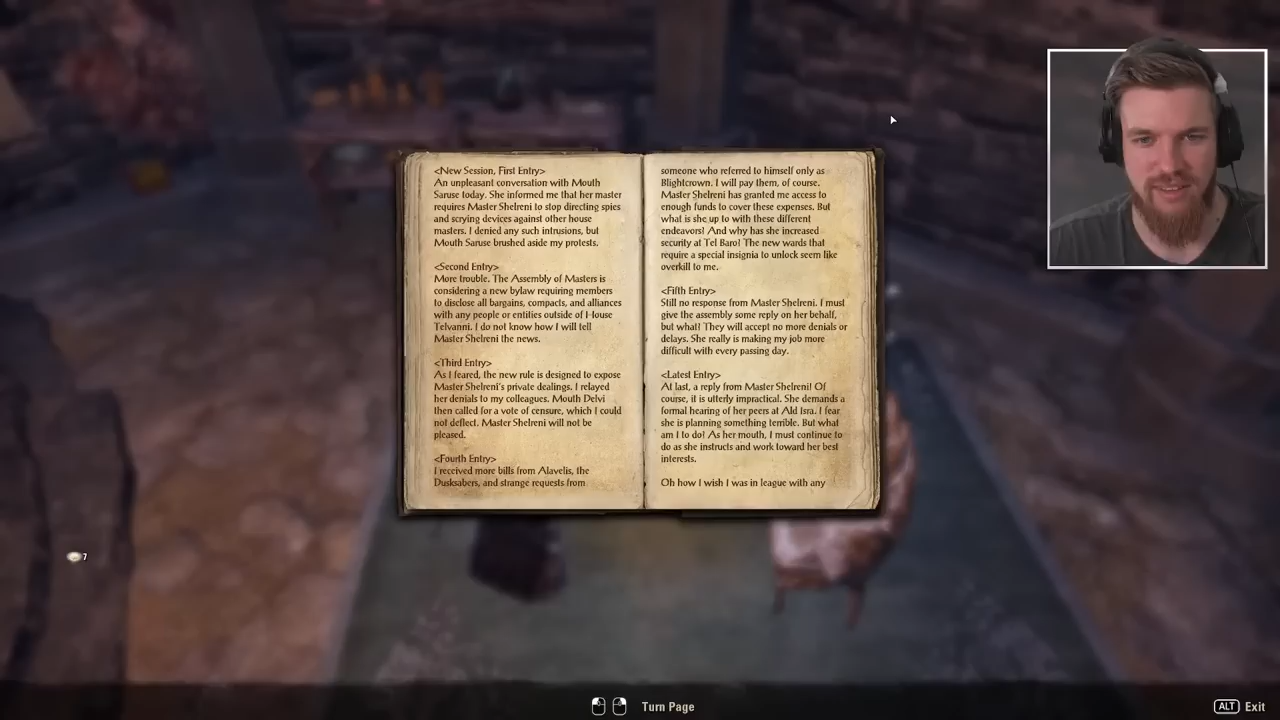 <New Session, First Entry>
An unpleasant conversation with Mouth
Saruse today. She informed me that her master
requires Master Shelreni to stop directing spies
and scrying devices against other house
masters. I denied any such intrusions, but
Mouth Saruse brushed aside my protests.
<Second Entry>
More trouble. The Assembly of Masters is
considering a new bylaw requiring members
to disclose all bargains, compacts, and alliances
with any people or entities outside of House
Telvanni. I do not know how I will tell
Master Shelreni the news.
<Third Entry>
As I feared, the new rule is designed to expose
Master Shelreni's private dealings. I relayed
her denials to my colleagues. Mouth Delvi
then called for a vote of censure, which I could
not deflect. Master Shelreni will not be
pleased.
<Fourth Entry>
I received more bills from Alavelis, the
Dusksabers, and strange requests from
someone who referred to himself only as
Blightcrown. I will pay them, of course.
Master Shelreni has granted me access to
enough funds to cover these expenses. But
what is she up to with these different
endeavors? And why has she increased
security at Tel Baro? The new wards that
require a special insignia to unlock seem like
overkill to me.
<Fifth Entry>
Still no response from Master Shelreni. I must
give the assembly some reply on her behalf,
but what? They will accept no more denials or
delays. She really is making my job more
difficult with every passing day.
<Latest Entry>
At last, a reply from Master Shelreni! Of
course, it is utterly impractical. She demands a
formal hearing of her peers at Ald Isra. I fear
she is planning something terrible. But what
am I to do? As her mouth, I must continue to
do as she instructs and work toward her best
interests.
Oh how I wish I was in league with any
7
Turn Page
ALT Exit